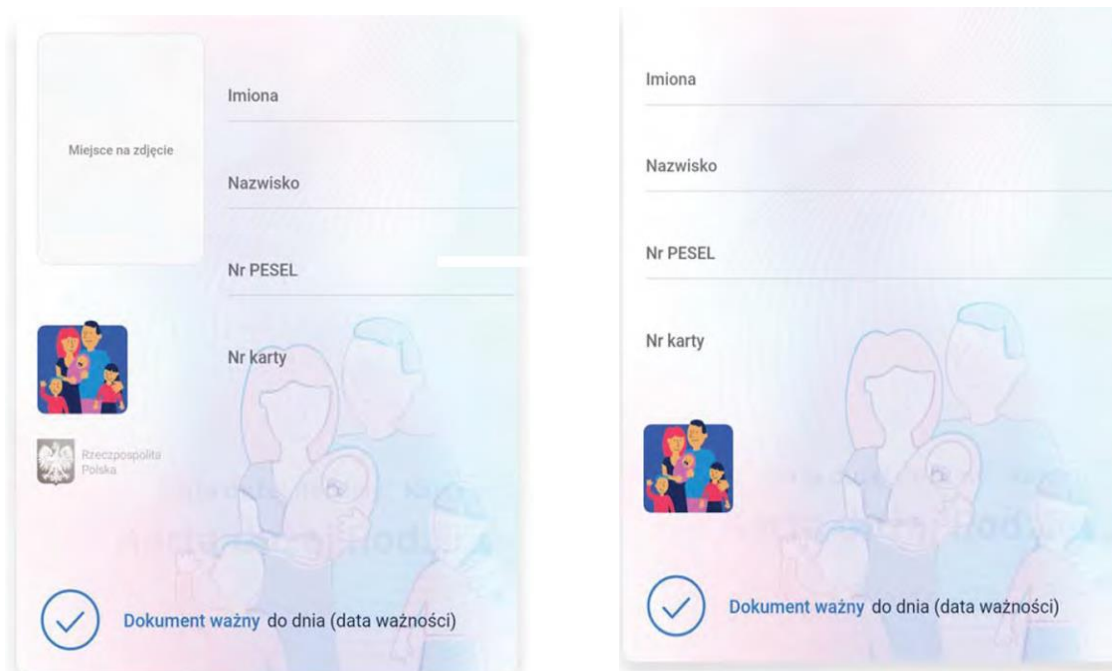 Miejsce na zdjęcie
Imiona
Nazwisko
Nr PESEL
Nr karty
Rzeczpospolita
Polska
Dokument ważny do dnia (data ważności)
Imiona
Nazwisko
Nr PESEL
Nr karty
Dokument ważny do dnia (data ważności)